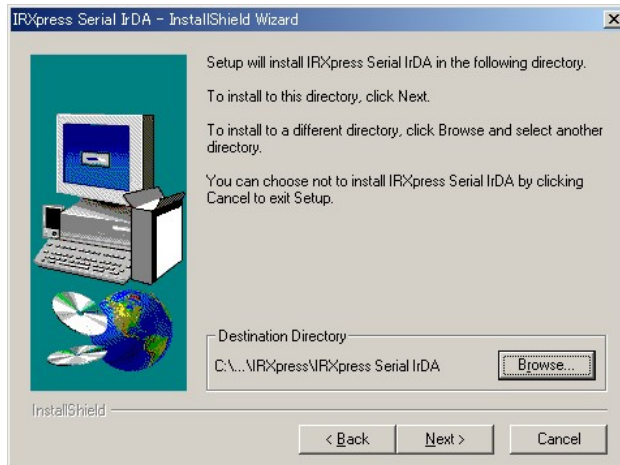 IRXpress Serial IrDA - InstallShield Wizard
Setup will install IRXpress Serial IrDA in the following directory.
To install to this directory, click Next.
To install to a different directory, click Browse and select another
directory.
You can choose not to install IRXpress Serial IrDA by clicking
Cancel to exit Setup.
Destination Directory
C:\...\IRXpress\IRXpress Serial IrDA
Browse...
InstallShield
< Back
Next >
Cancel